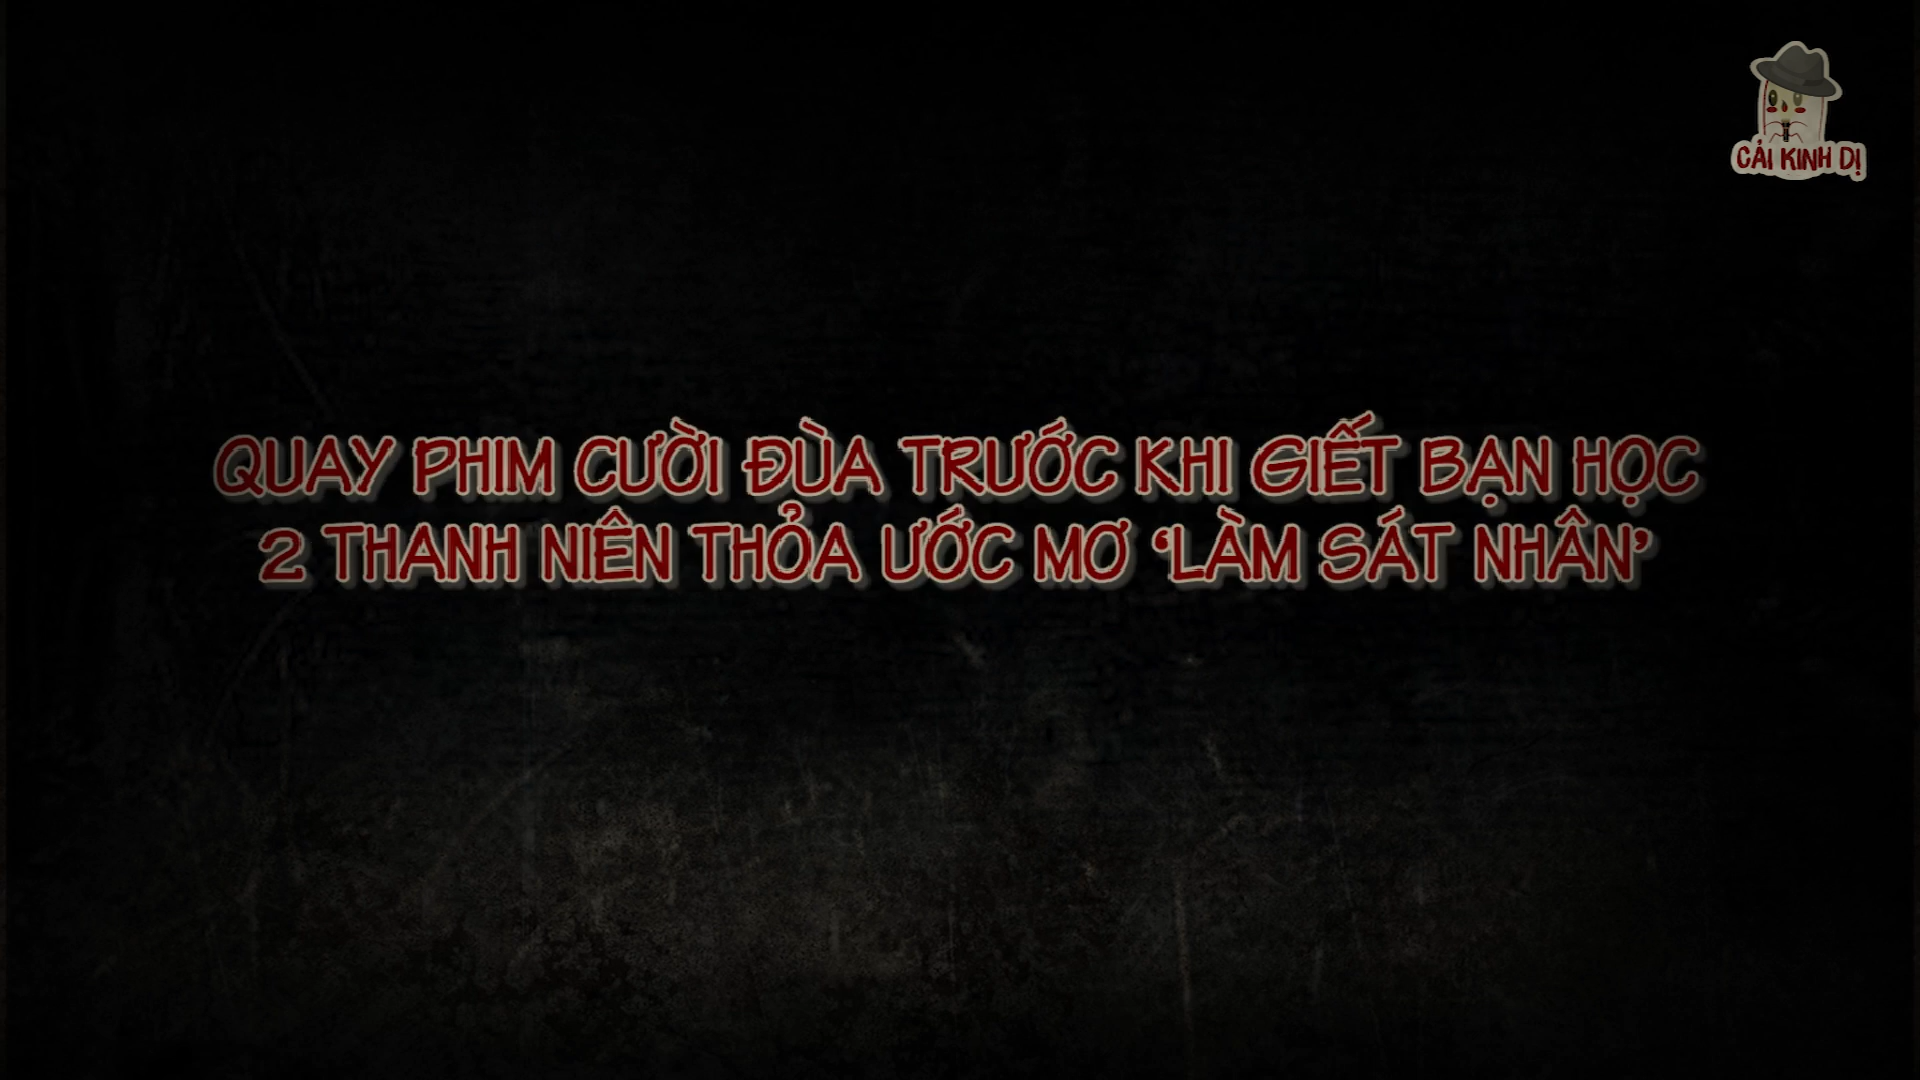 CẢI KINH DỊ
QUAY PHIM CƯỜI ĐÙA TRƯỚC KHI GIẾT BẠN HỌC
2 THANH NIÊN THỎA ƯỚC MƠ ‘LÀM SÁT NHÂN’